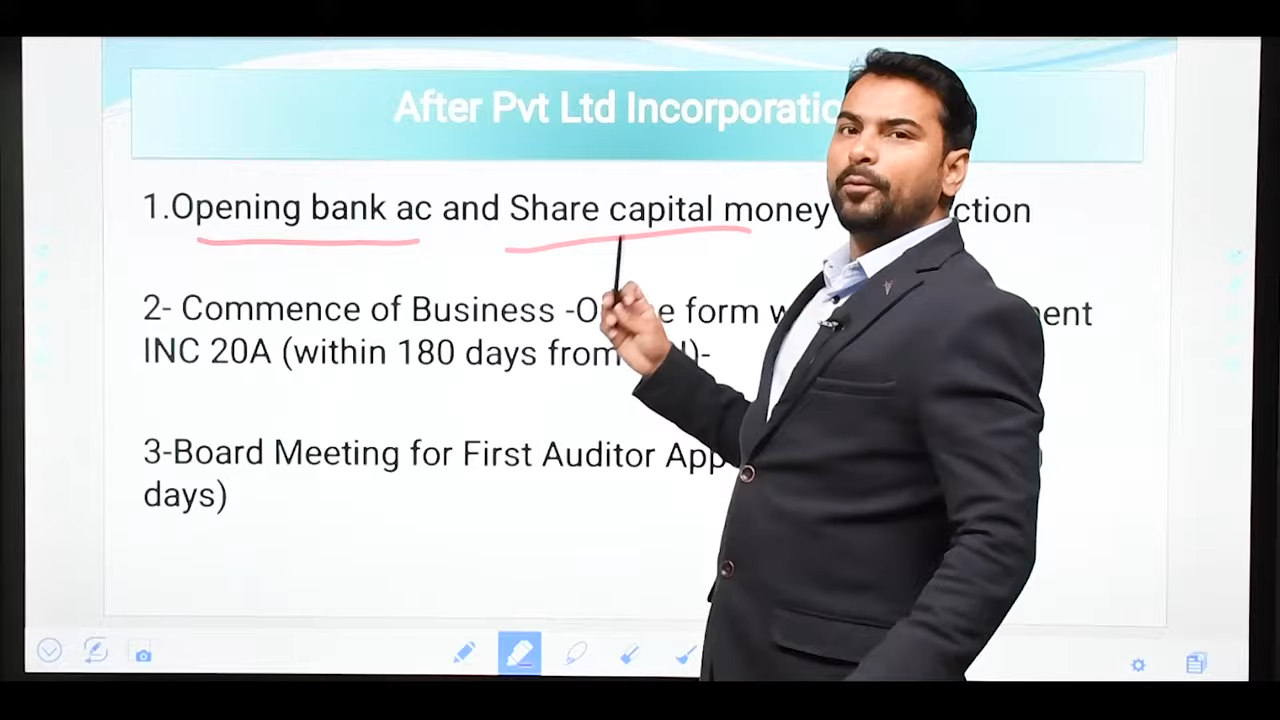 After Pvt Ltd Incorporatio
1.Opening bank ac and Share capital money ction
2- Commence of Business -O e form w ent
INC 20A (within 180 days from )-
3-Board Meeting for First Auditor App
days)